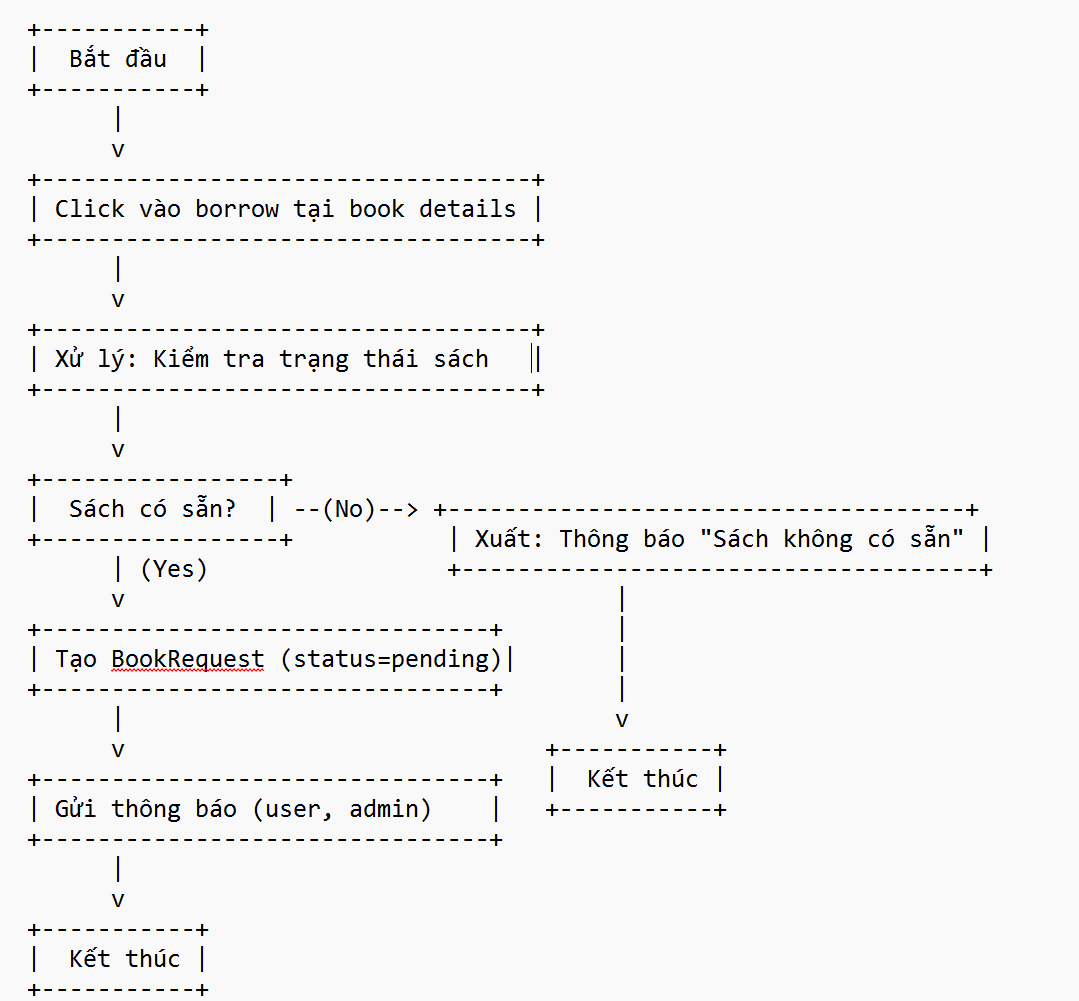 +-----------+
|  Bắt đầu  |
+-----------+
      |
      v
+-----------------------------------+
| Click vào borrow tại book details |
+-----------------------------------+
      |
      v
+-----------------------------------+
| Xử lý: Kiểm tra trạng thái sách   |
+-----------------------------------+
      |
      v
+-----------------+
|  Sách có sẵn?  | --(No)--> +-------------------------------------+
+-----------------+           | Xuất: Thông báo "Sách không có sẵn" |
      | (Yes)                 +-------------------------------------+
      v                                   |
+--------------------------------+        |
| Tạo BookRequest (status=pending)|       |
+--------------------------------+        |
      |                                   v
      v                              +-----------+
+--------------------------------+   |  Kết thúc |
| Gửi thông báo (user, admin)    |   +-----------+
+--------------------------------+
      |
      v
+-----------+
|  Kết thúc |
+-----------+